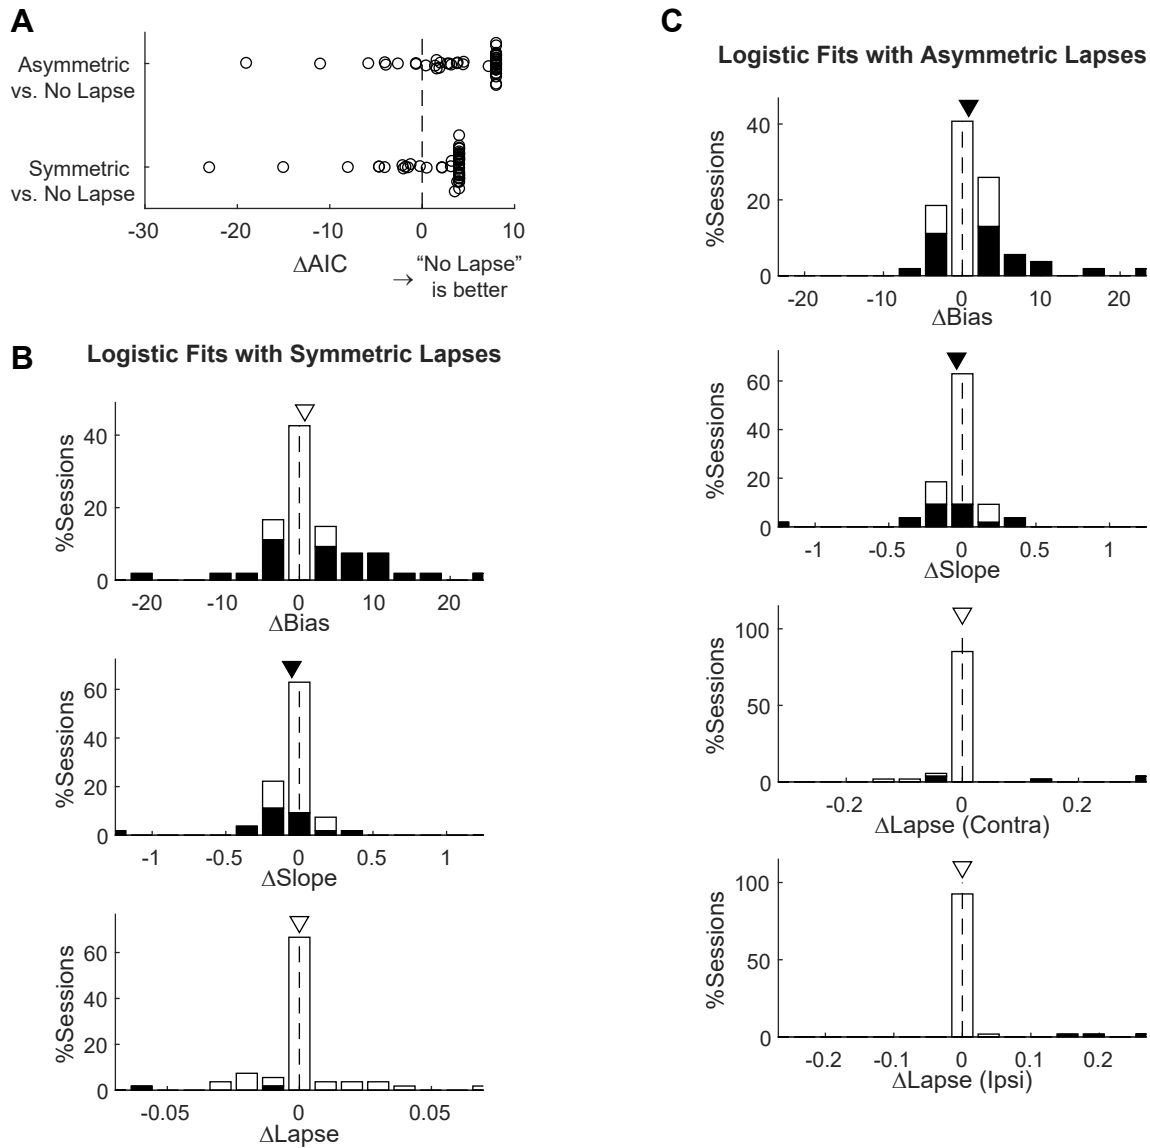 A
Asymmetric
vs. No Lapse
Symmetric
vs. No Lapse
-30 -20 -10 0 10
ΔAIC
→ “No Lapse”
is better
B
Logistic Fits with Symmetric Lapses
%Sessions
40
20
0
-20 -10 0 10 20
ΔBias
%Sessions
60
40
20
0
-1 -0.5 0 0.5 1
ΔSlope
%Sessions
60
40
20
0
-0.05 0 0.05
ΔLapse
C
Logistic Fits with Asymmetric Lapses
%Sessions
40
20
0
-20 -10 0 10 20
ΔBias
%Sessions
60
40
20
0
-1 -0.5 0 0.5 1
ΔSlope
%Sessions
100
50
0
-0.2 0 0.2
ΔLapse (Contra)
%Sessions
100
50
0
-0.2 -0.1 0 0.1 0.2
ΔLapse (Ipsi)